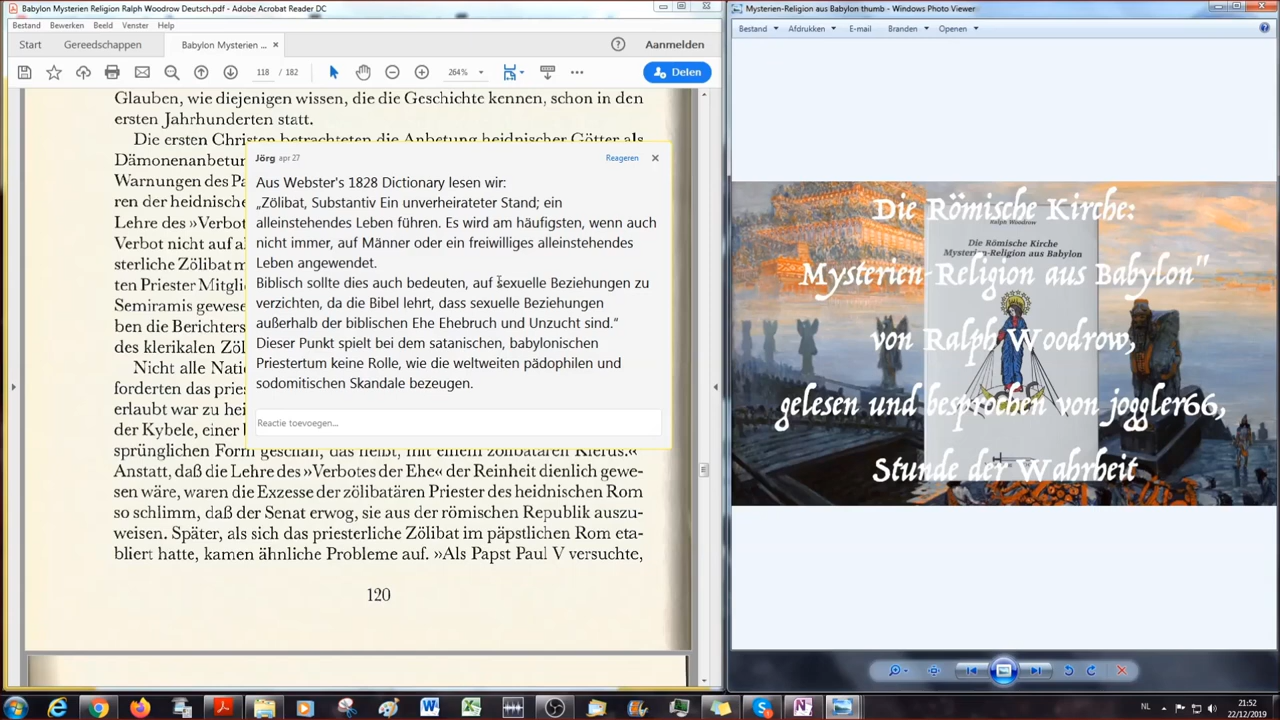 Babylon Mysterien Religion Ralph Woodrow Deutsch.pdf - Adobe Acrobat Reader DC
Bestand Bewerken Beeld Venster Help
Start Gereedschappen Babylon Mysterien ... × Aanmelden
118 / 182 264% Delen
Glauben, wie diejenigen wissen, die die Geschichte kennen, schon in den
ersten Jahrhunderten statt.
Die ersten Christen betrachteten die Anbetung heidnischer Götter als
Dämonenanbetun
Warnungen des Pa
ren der heidnischer
Lehre des »Verbot
Verbot nicht auf al
sterliche Zölibat m
ten Priester Mitglie
Semiramis gewese
ben die Berichters
des klerikalen Zöl
Nicht alle Natio
forderten das pries
erlaubt war zu hei
der Kybele, einer b
sprünglichen Form geschah, das heißt, mit einem zölibatären Klerus.«
Anstatt, daß die Lehre des »Verbotes der Ehe« der Reinheit dienlich gewe-
sen wäre, waren die Exzesse der zölibatären Priester des heidnischen Rom
so schlimm, daß der Senat erwog, sie aus der römischen Republik auszu-
weisen. Später, als sich das priesterliche Zölibat im päpstlichen Rom eta-
bliert hatte, kamen ähnliche Probleme auf. »Als Papst Paul V versuchte,
120
Jörg apr 27 Reageren
Aus Webster's 1828 Dictionary lesen wir:
„Zölibat, Substantiv Ein unverheirateter Stand; ein
alleinstehendes Leben führen. Es wird am häufigsten, wenn auch
nicht immer, auf Männer oder ein freiwilliges alleinstehendes
Leben angewendet.
Biblisch sollte dies auch bedeuten, auf sexuelle Beziehungen zu
verzichten, da die Bibel lehrt, dass sexuelle Beziehungen
außerhalb der biblischen Ehe Ehebruch und Unzucht sind.“
Dieser Punkt spielt bei dem satanischen, babylonischen
Priestertum keine Rolle, wie die weltweiten pädophilen und
sodomitischen Skandale bezeugen.
Reactie toevoegen...
Mysterien-Religion aus Babylon thumb - Windows Photo Viewer
Bestand Afdrukken E-mail Branden Openen
Die Römische Kirche:
Ralph Woodrow
Die Römische Kirche
Mysterien-Religion aus Babylon
Mysterien-Religion aus Babylon"
von Ralph Woodrow,
gelesen und besprochen von joggler66,
Stunde der Wahrheit
NL 21:52
22/12/2019